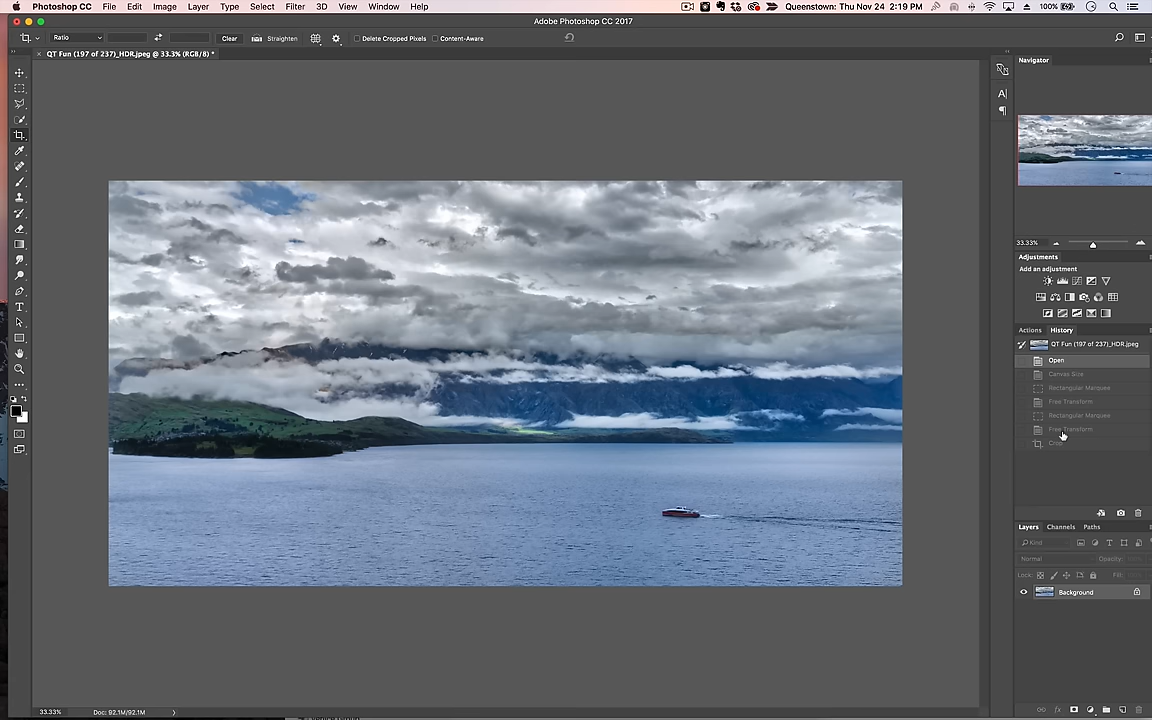 Photoshop CC File Edit Image Layer Type Select Filter 3D View Window Help 100% Queenstown: Thu Nov 24 2:19 PM
Adobe Photoshop CC 2017
Ratio Clear Straighten Delete Cropped Pixels Content-Aware
× QT Fun (197 of 237)_HDR.jpeg @ 33.3% (RGB/8) *
Navigator
33.33%
Adjustments
Add an adjustment
Actions History
QT Fun (197 of 237)_HDR.jpeg
Open
Canvas Size
Rectangular Marquee
Free Transform
Rectangular Marquee
Free Transform
Crop
Layers Channels Paths
Kind
Normal Opacity:
Lock: Fill:
Background
33.33% Doc: 92.1M/92.1M